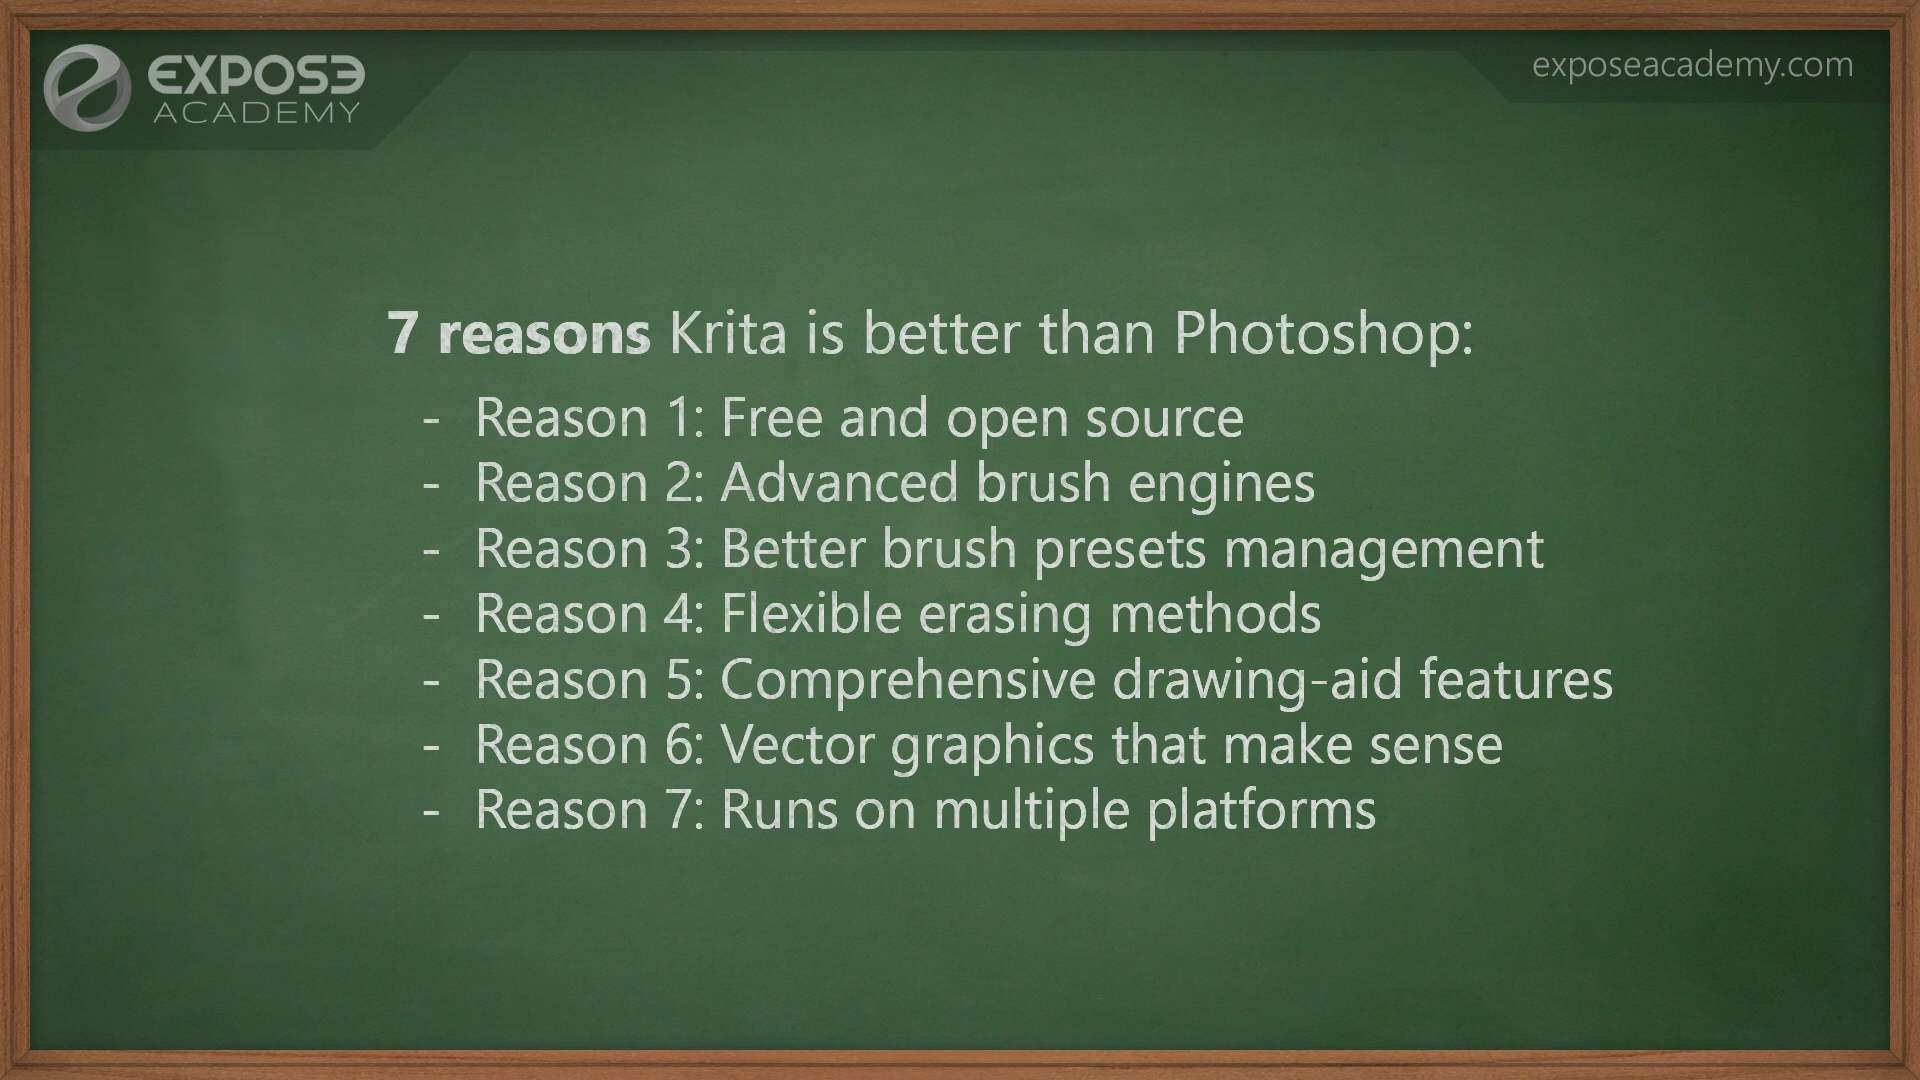 EXPOSE
ACADEMY
exposeacademy.com
7 reasons Krita is better than Photoshop:
- Reason 1: Free and open source
- Reason 2: Advanced brush engines
- Reason 3: Better brush presets management
- Reason 4: Flexible erasing methods
- Reason 5: Comprehensive drawing-aid features
- Reason 6: Vector graphics that make sense
- Reason 7: Runs on multiple platforms